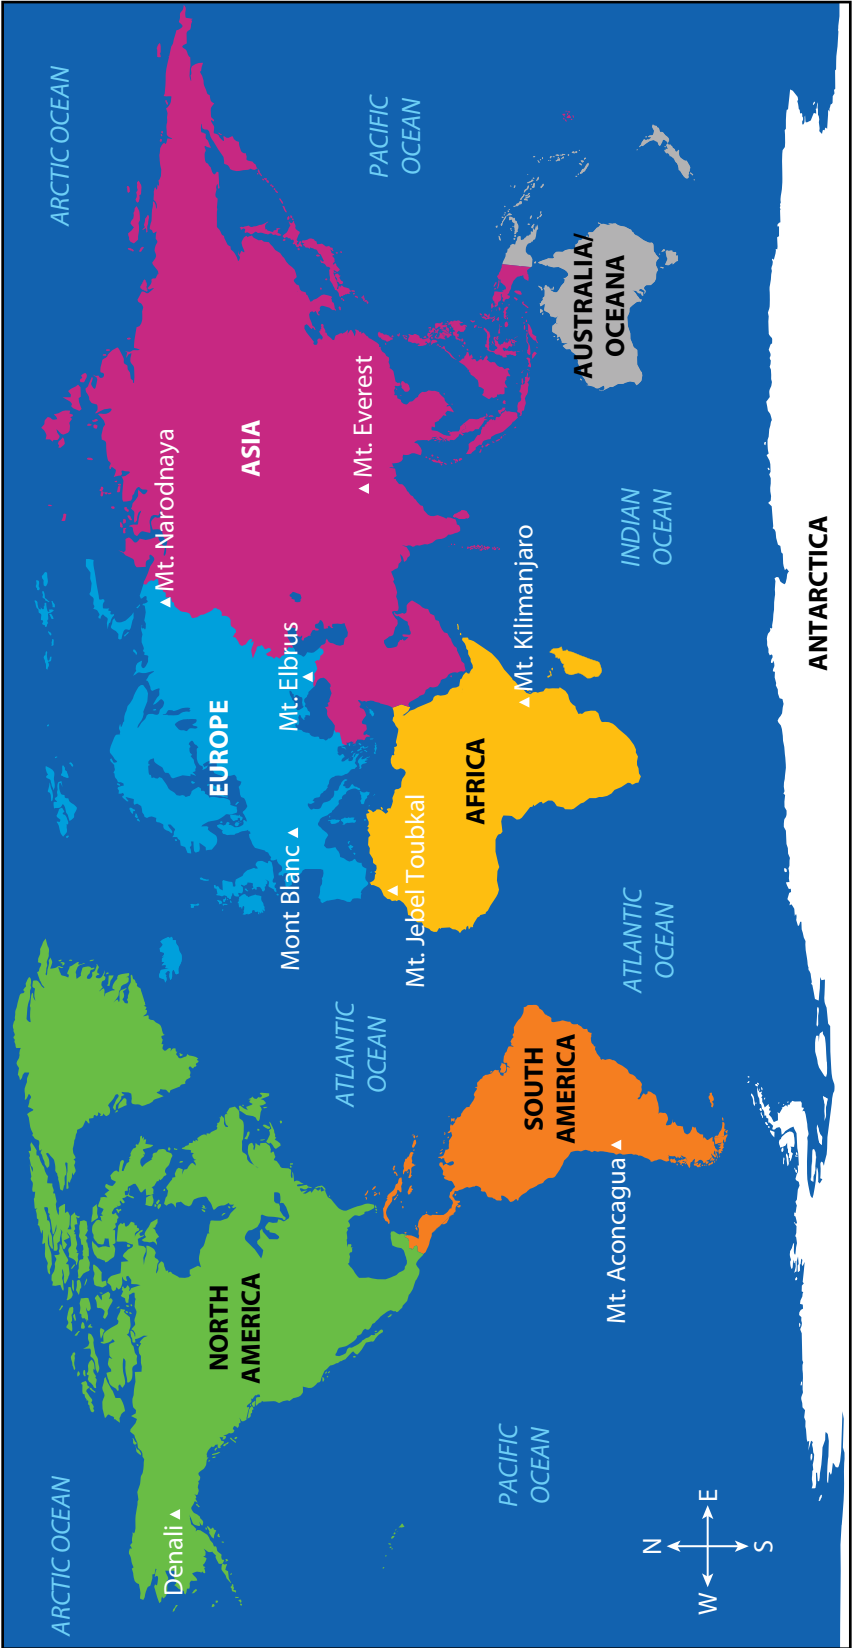 ARCTIC OCEAN
ARCTIC OCEAN
Denali
Mt. Narodnaya
NORTH
AMERICA
EUROPE
ASIA
Mont Blanc
Mt. Elbrus
Mt. Everest
ATLANTIC
OCEAN
PACIFIC
OCEAN
Mt. Jebel Toubkal
AFRICA
PACIFIC
OCEAN
SOUTH
AMERICA
Mt. Kilimanjaro
AUSTRALIA/
OCEANA
Mt. Aconcagua
ATLANTIC
OCEAN
INDIAN
OCEAN
N
W
E
S
ANTARCTICA